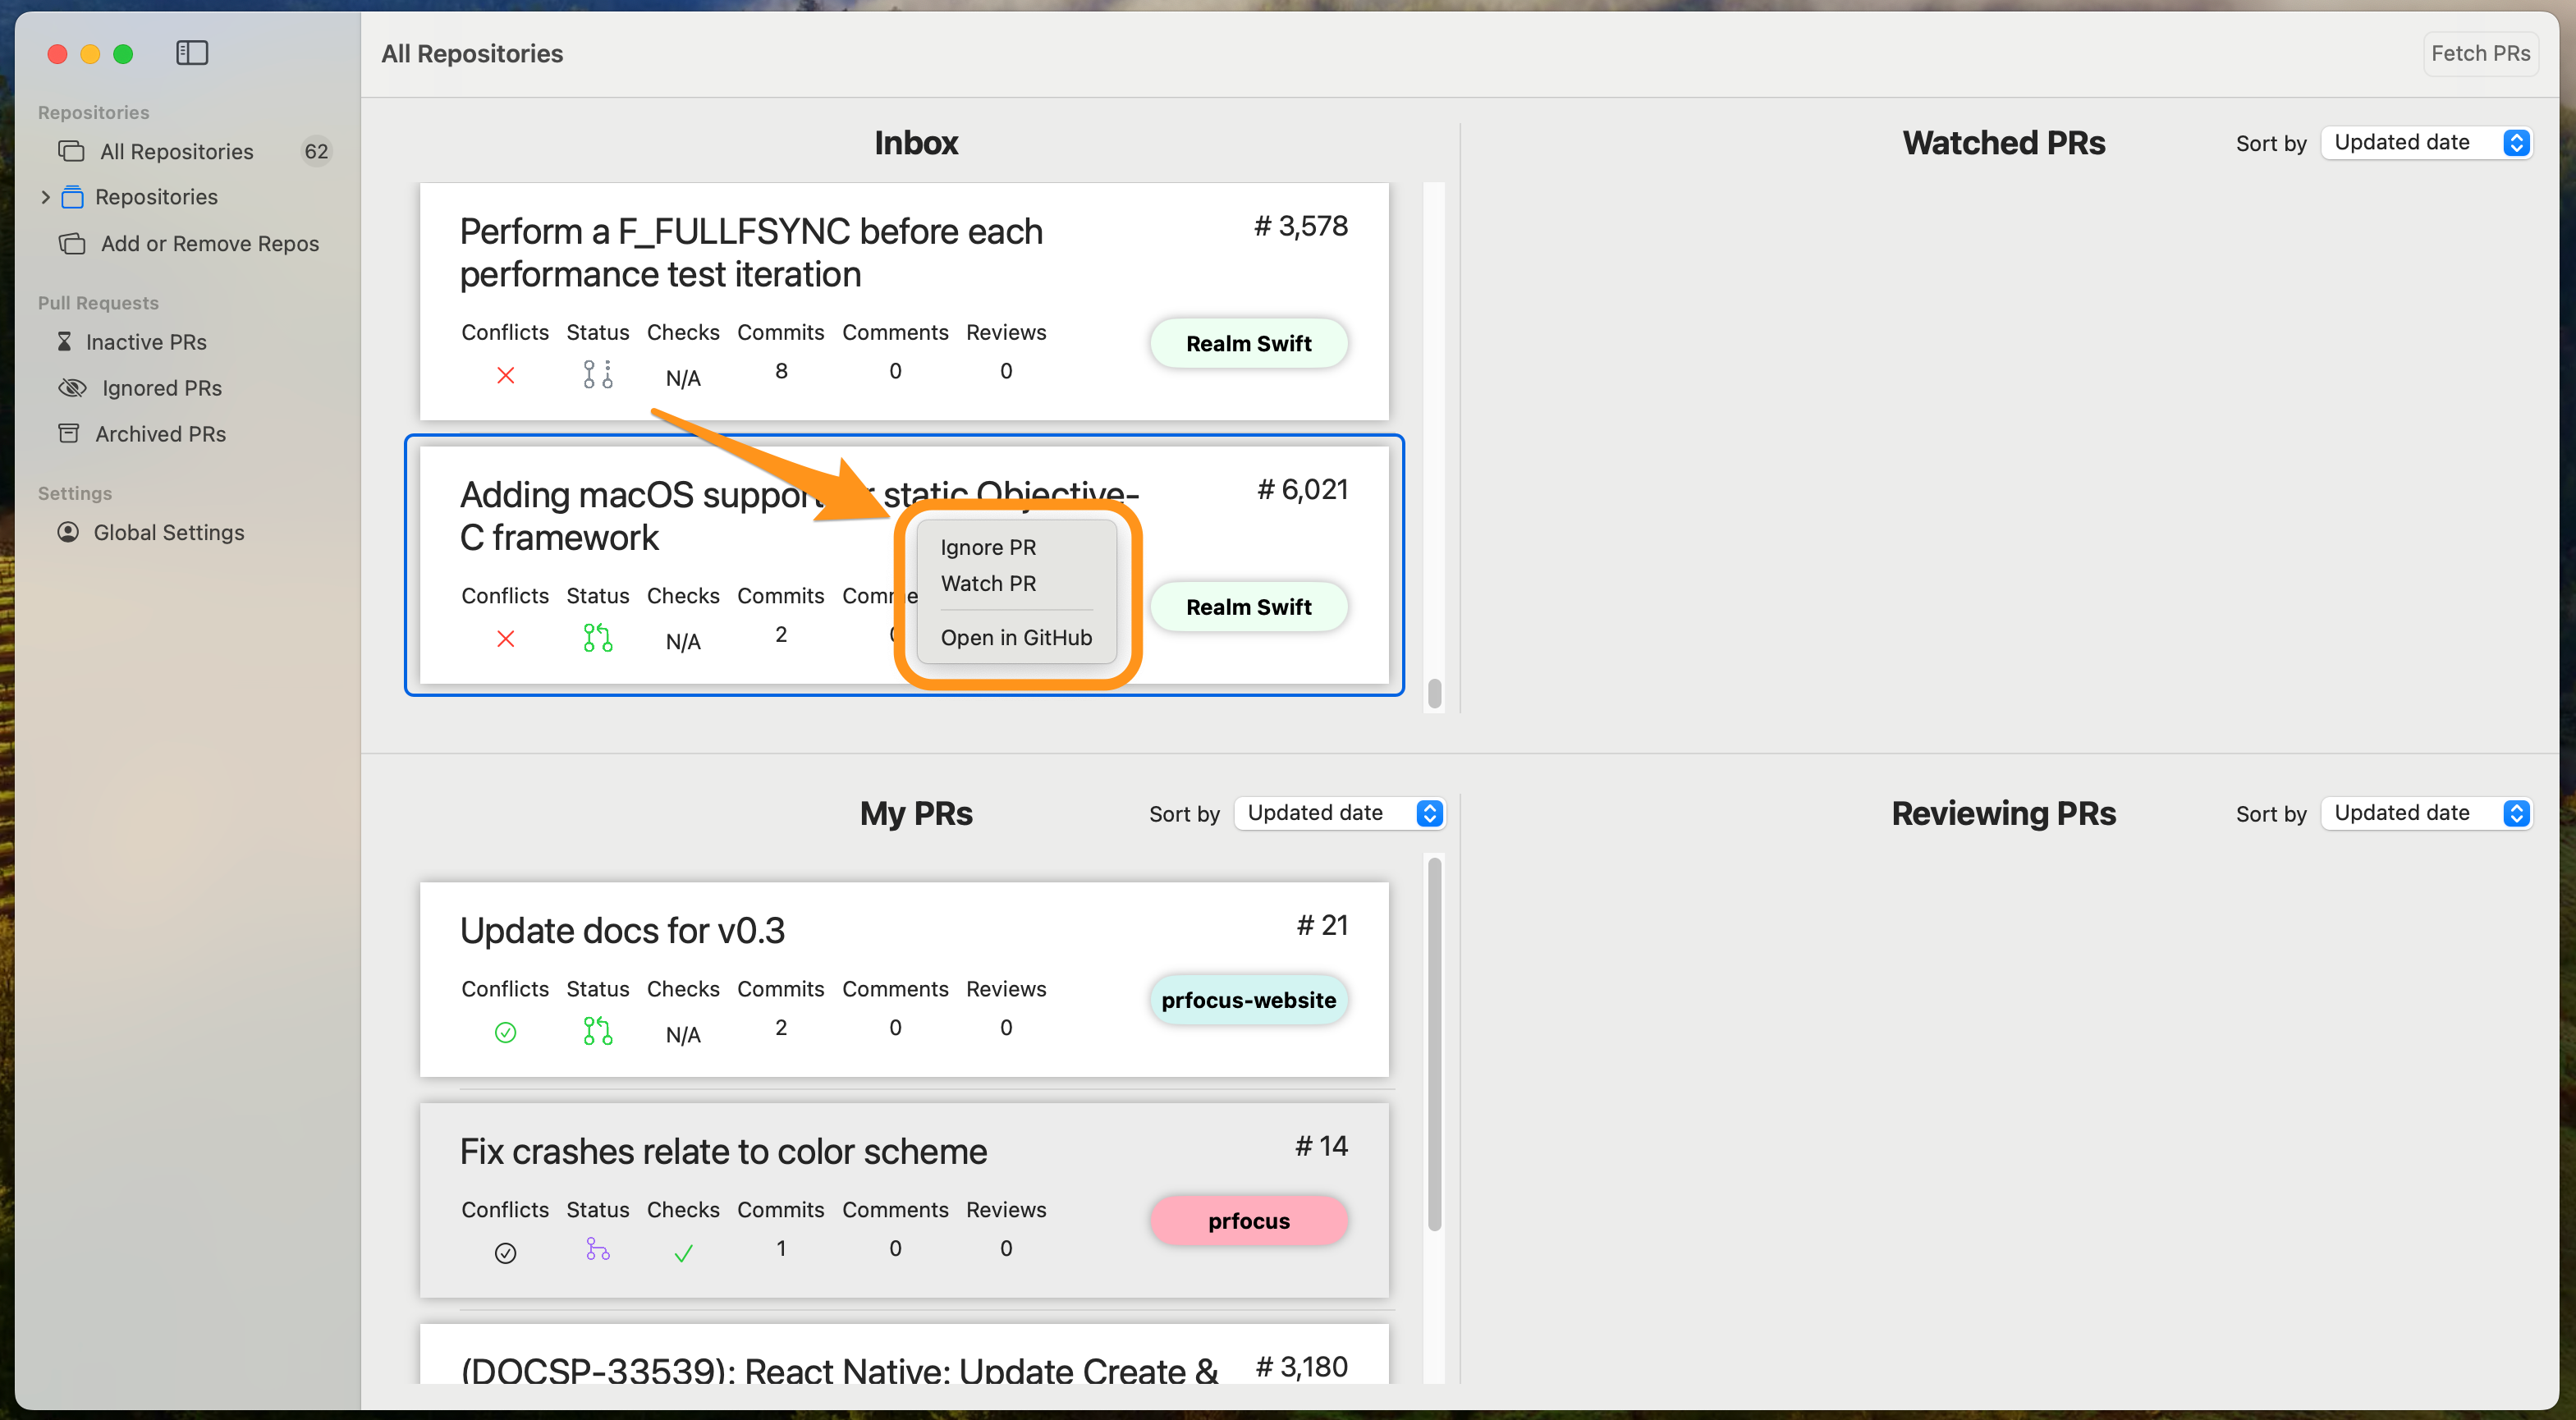 All Repositories
Fetch PRs
Repositories
All Repositories 62
Repositories
Add or Remove Repos
Pull Requests
Inactive PRs
Ignored PRs
Archived PRs
Settings
Global Settings
Inbox
Perform a F_FULLFSYNC before each
performance test iteration
# 3,578
Conflicts Status Checks Commits Comments Reviews
N/A 8 0 0
Realm Swift
Adding macOS support static Objective-
C framework
# 6,021
Conflicts Status Checks Commits Comme
N/A 2
Realm Swift
Ignore PR
Watch PR
Open in GitHub
Watched PRs
Sort by Updated date
My PRs
Sort by Updated date
Update docs for v0.3
# 21
Conflicts Status Checks Commits Comments Reviews
N/A 2 0 0
prfocus-website
Fix crashes relate to color scheme
# 14
Conflicts Status Checks Commits Comments Reviews
1 0 0
prfocus
(DOCSP-33539): React Native: Update Create &
# 3,180
Reviewing PRs
Sort by Updated date